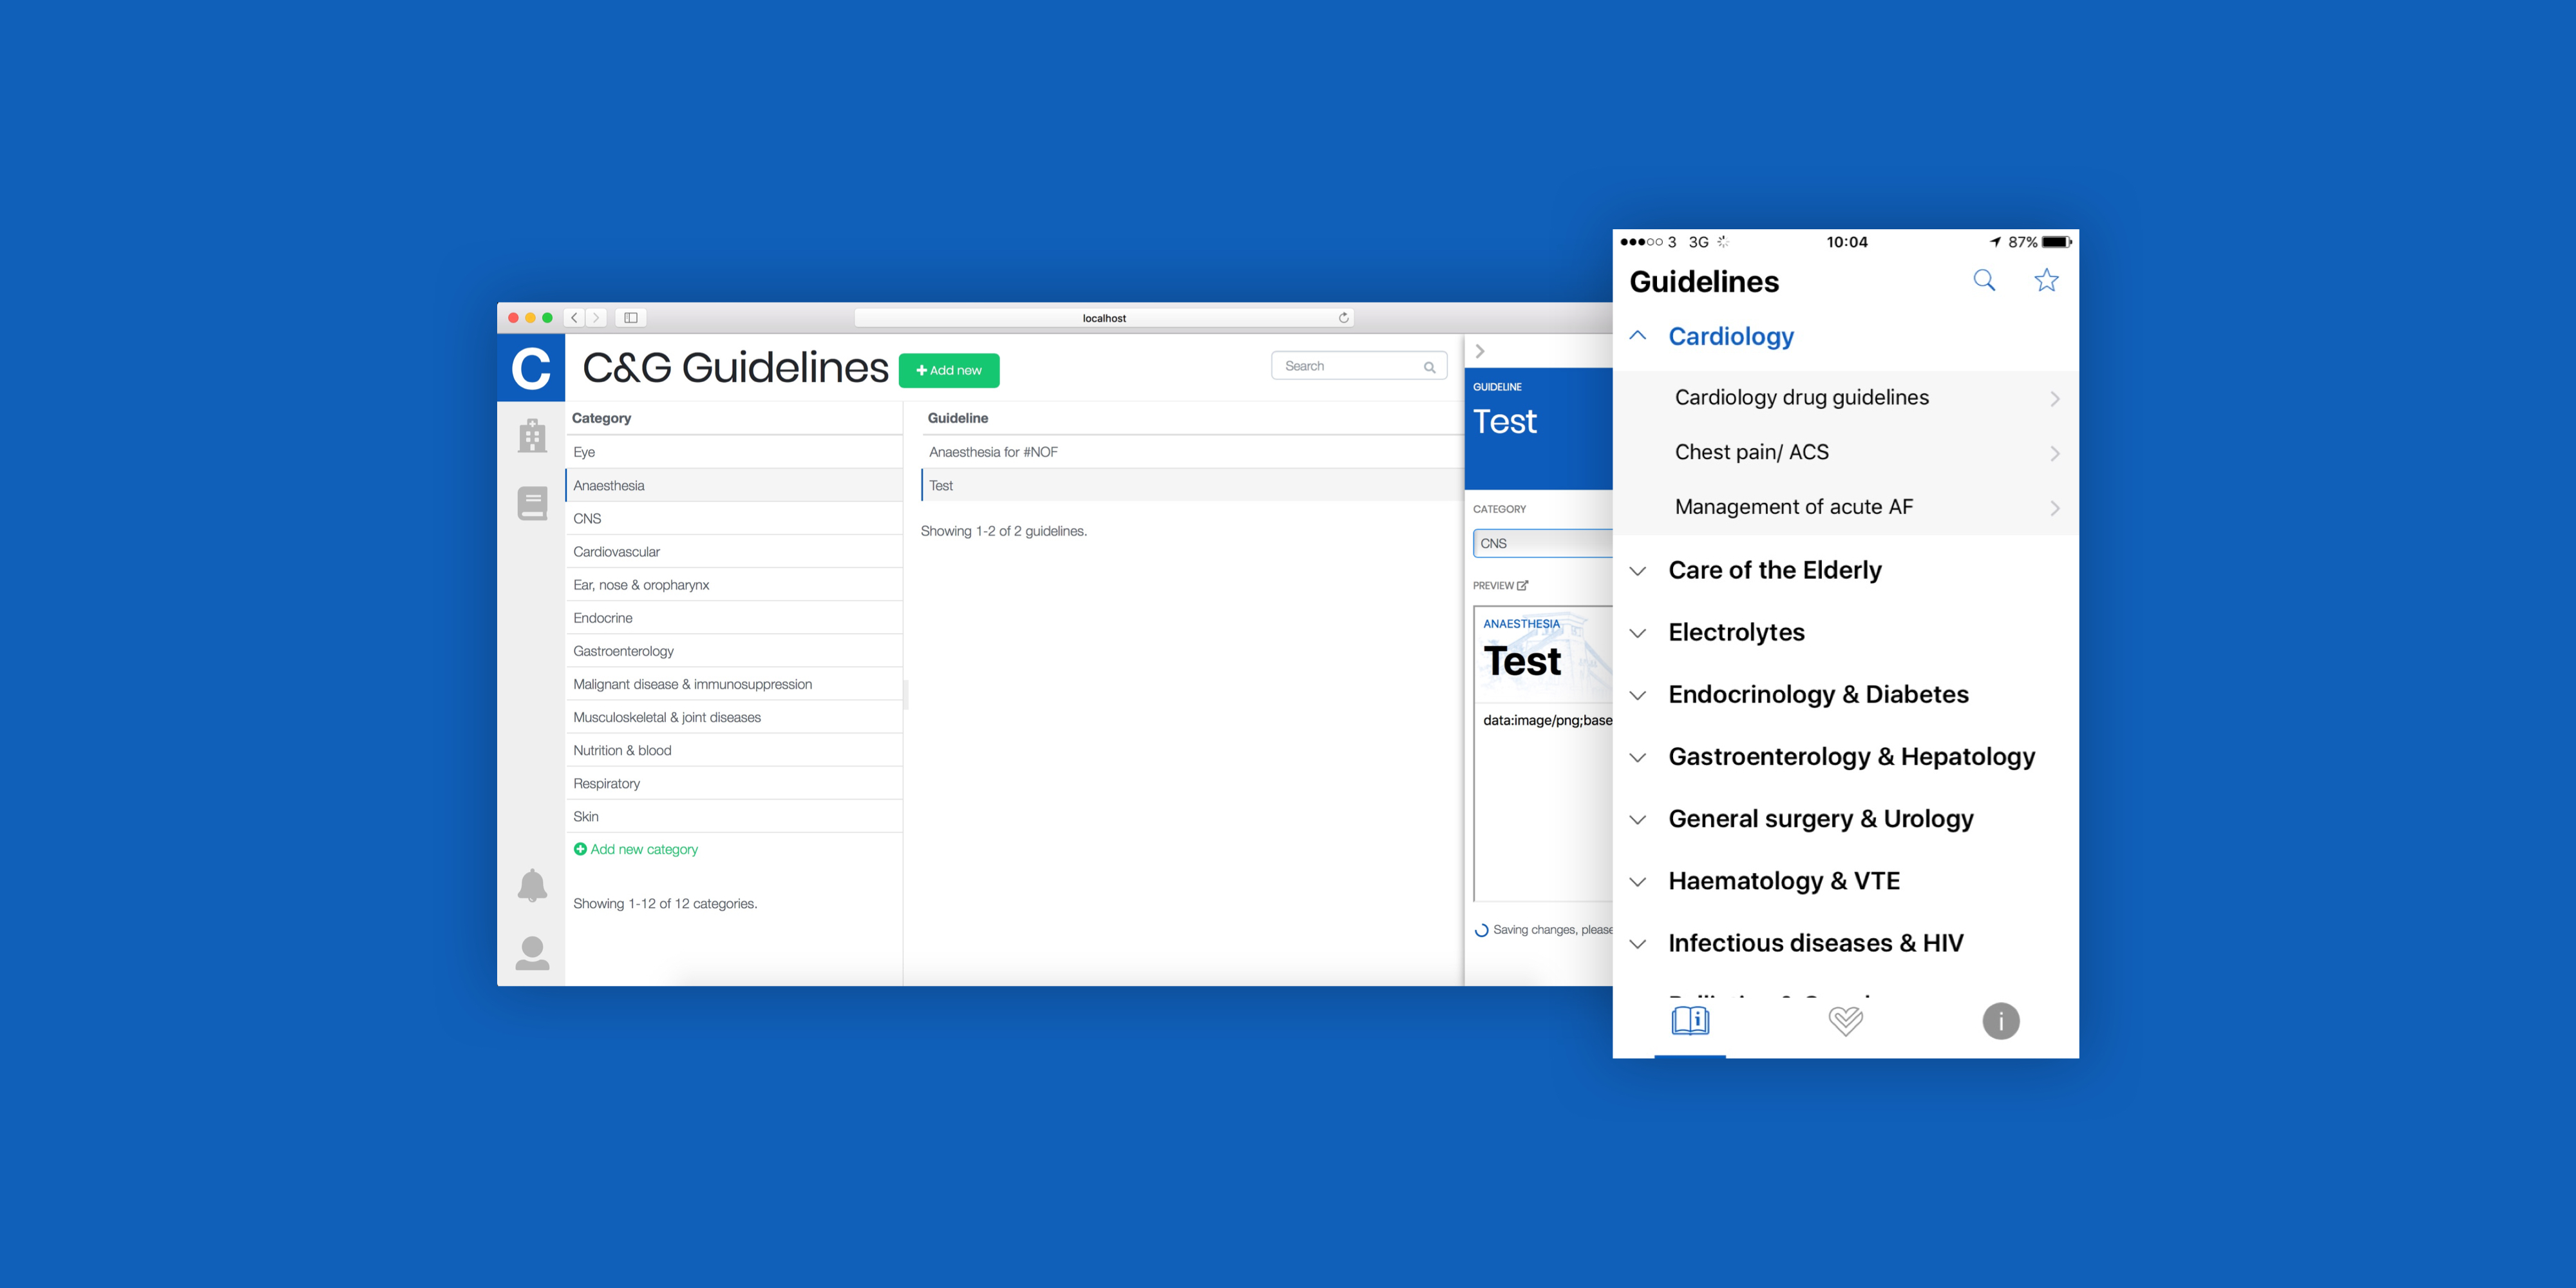 localhost
C
C&G Guidelines
Add new
Search
Category
Eye
Anaesthesia
CNS
Cardiovascular
Ear, nose & oropharynx
Endocrine
Gastroenterology
Malignant disease & immunosuppression
Musculoskeletal & joint diseases
Nutrition & blood
Respiratory
Skin
Add new category
Showing 1-12 of 12 categories.
Guideline
Anaesthesia for #NOF
Test
Showing 1-2 of 2 guidelines.
GUIDELINE
Test
CATEGORY
CNS
PREVIEW
ANAESTHESIA
Test
data:image/png;base
Saving changes, please
3 3G 10:04 87%
Guidelines
Cardiology
Cardiology drug guidelines
Chest pain/ ACS
Management of acute AF
Care of the Elderly
Electrolytes
Endocrinology & Diabetes
Gastroenterology & Hepatology
General surgery & Urology
Haematology & VTE
Infectious diseases & HIV